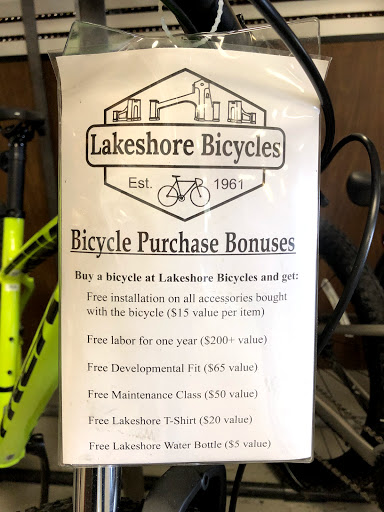 Lakeshore Bicycles
Est. 1961
Bicycle Purchase Bonuses
Buy a bicycle at Lakeshore Bicycles and get:
Free installation on all accessories bought
with the bicycle ($15 value per item)
Free labor for one year ($200+ value)
Free Developmental Fit ($65 value)
Free Maintenance Class ($50 value)
Free Lakeshore T-Shirt ($20 value)
Free Lakeshore Water Bottle ($5 value)